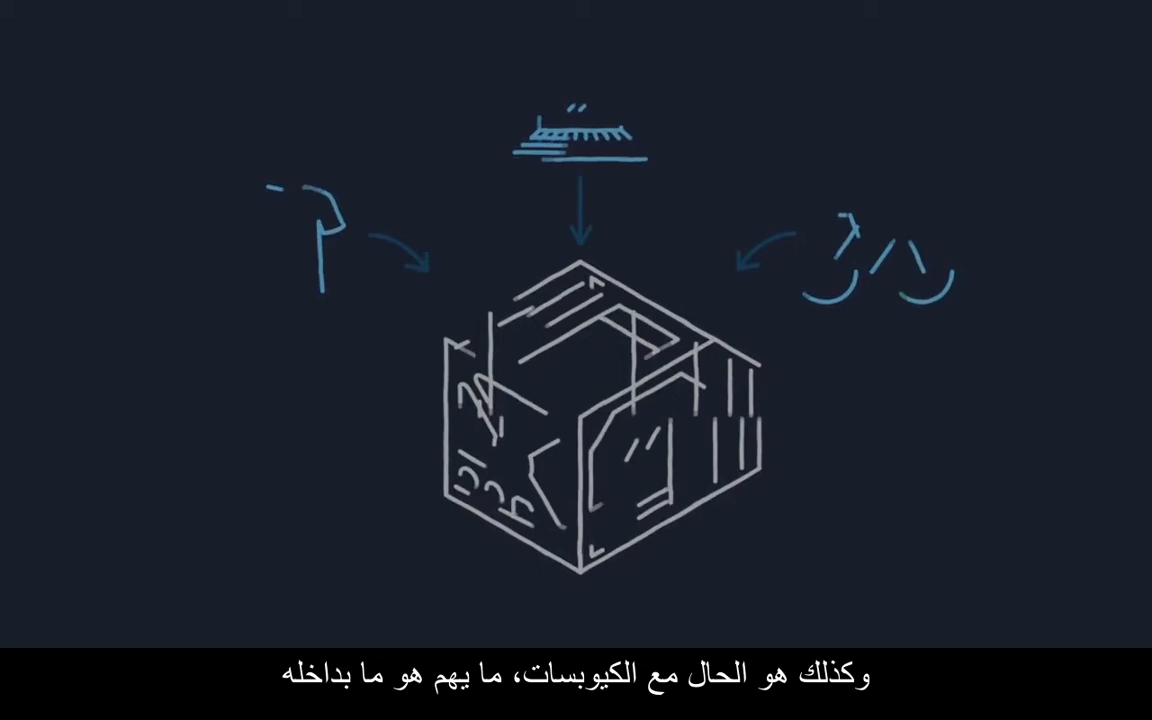 وكذلك هو الحال مع الكيوبسات، ما يهم هو ما بداخله